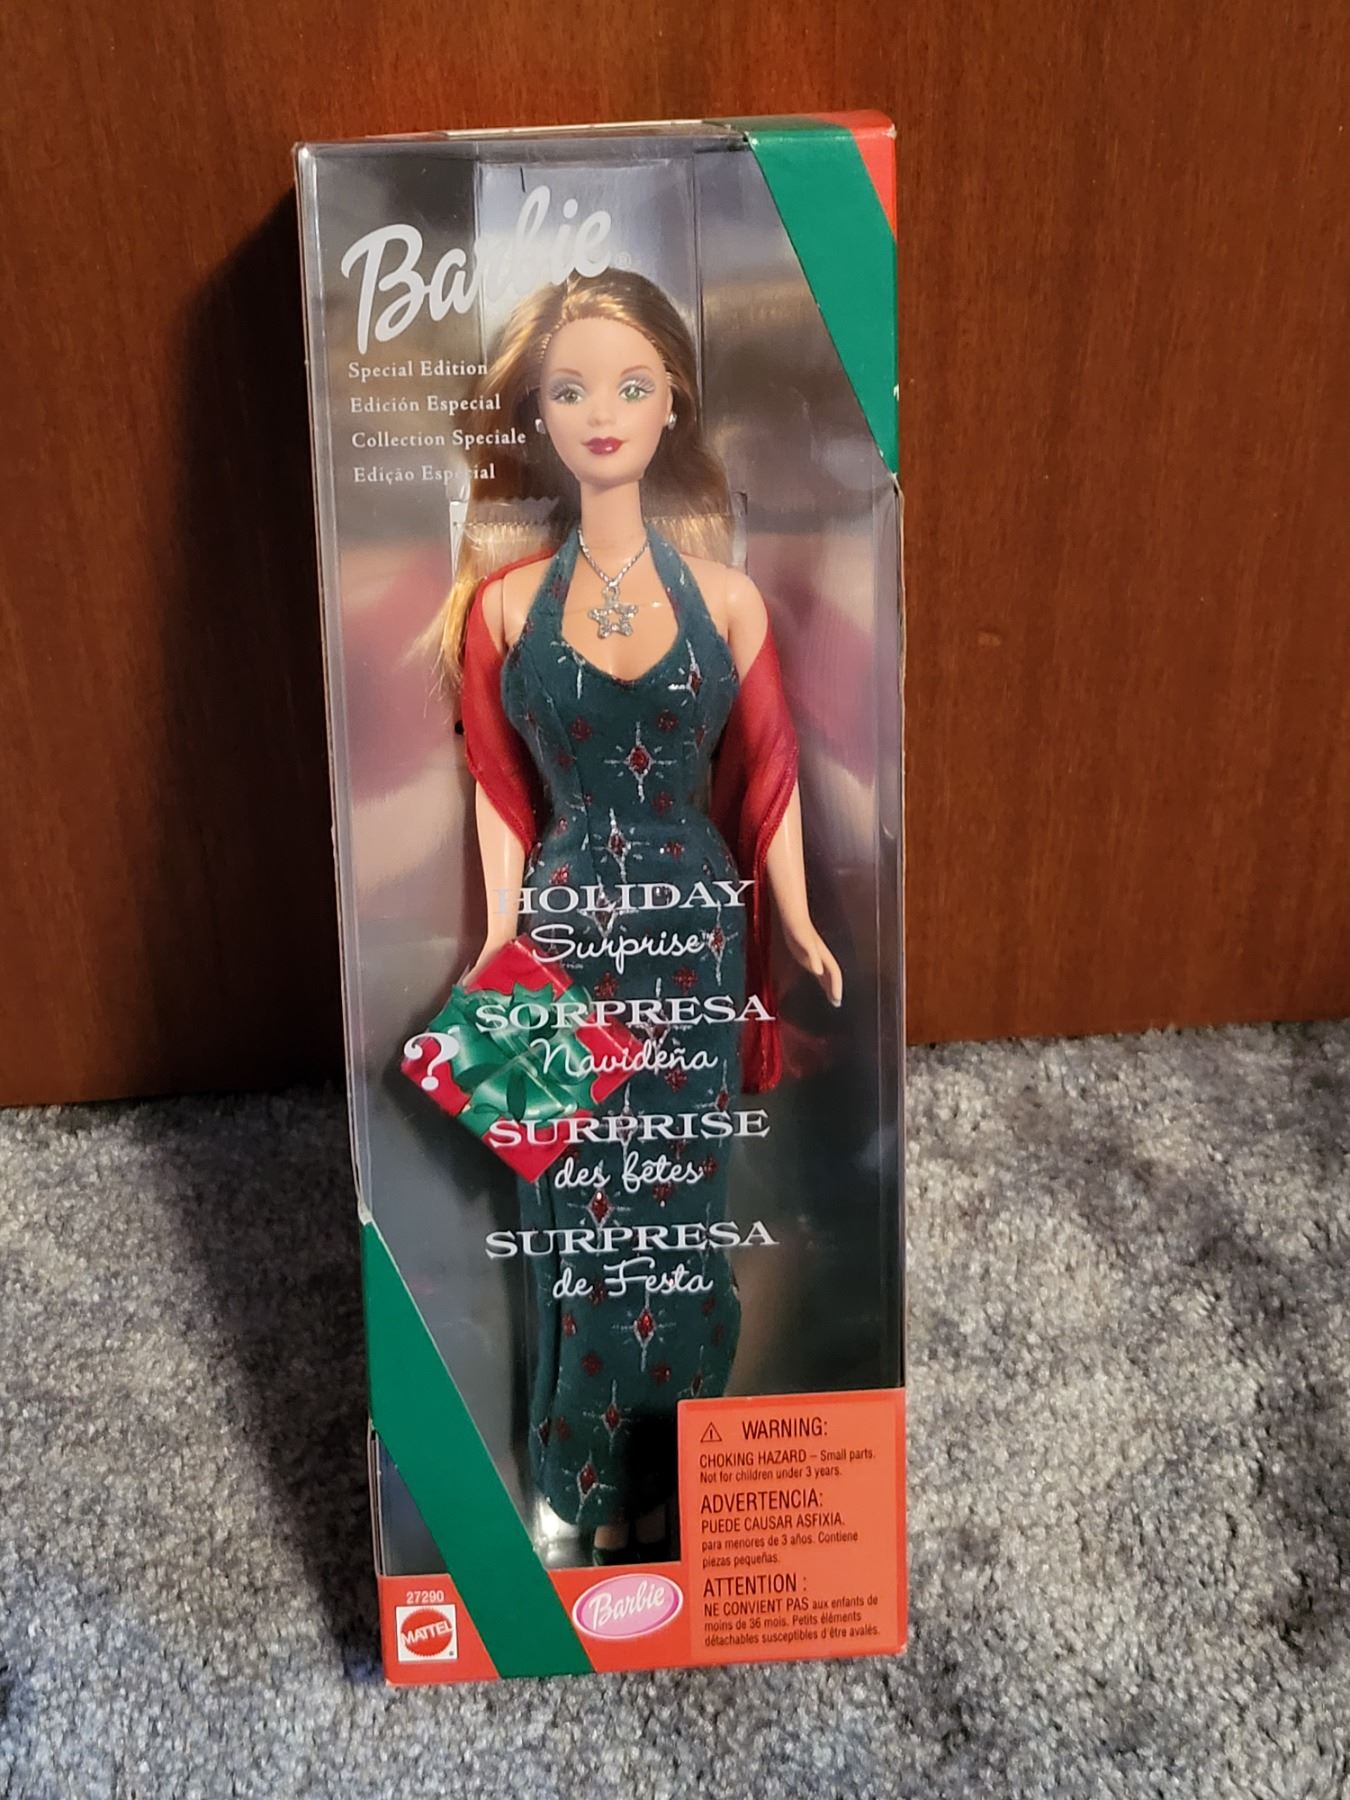 Barbie®
Special Edition
Edición Especial
Collection Speciale
Edição Especial
HOLIDAY
Surprise™
SORPRESA
?
Navideña
SURPRISE
des fêtes
SURPRESA
de Festa
⚠ WARNING:
CHOKING HAZARD – Small parts.
Not for children under 3 years.
ADVERTENCIA:
PUEDE CAUSAR ASFIXIA.
para menores de 3 años. Contiene
piezas pequeñas.
ATTENTION :
NE CONVIENT PAS aux enfants de
moins de 36 mois. Petits éléments
détachables susceptibles d'être avalés.
27290
MATTEL®
Barbie